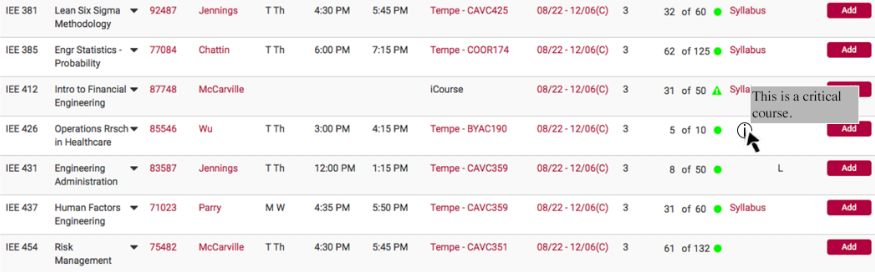 IEE 381 Lean Six Sigma 92487 Jennings T Th 4:30 PM 5:45 PM Tempe - CAVC425 08/22 - 12/06(C) 3 32 of 60 Syllabus Add
Methodology
IEE 385 Engr Statistics - 77084 Chattin T Th 6:00 PM 7:15 PM Tempe - COOR174 08/22 - 12/06(C) 3 62 of 125 Syllabus Add
Probability
IEE 412 Intro to Financial 87748 McCarville iCourse 08/22 - 12/06(C) 3 31 of 50 Sylla
Engineering
This is a critical
course.
IEE 426 Operations Rrsch 85546 Wu T Th 3:00 PM 4:15 PM Tempe - BYAC190 08/22 - 12/06(C) 3 5 of 10 i Add
in Healthcare
IEE 431 Engineering 83587 Jennings T Th 12:00 PM 1:15 PM Tempe - CAVC359 08/22 - 12/06(C) 3 8 of 50 L Add
Administration
IEE 437 Human Factors 71023 Parry M W 4:35 PM 5:50 PM Tempe - CAVC359 08/22 - 12/06(C) 3 31 of 60 Syllabus Add
Engineering
IEE 454 Risk 75482 McCarville T Th 4:30 PM 5:45 PM Tempe - CAVC351 08/22 - 12/06(C) 3 61 of 132 Add
Management